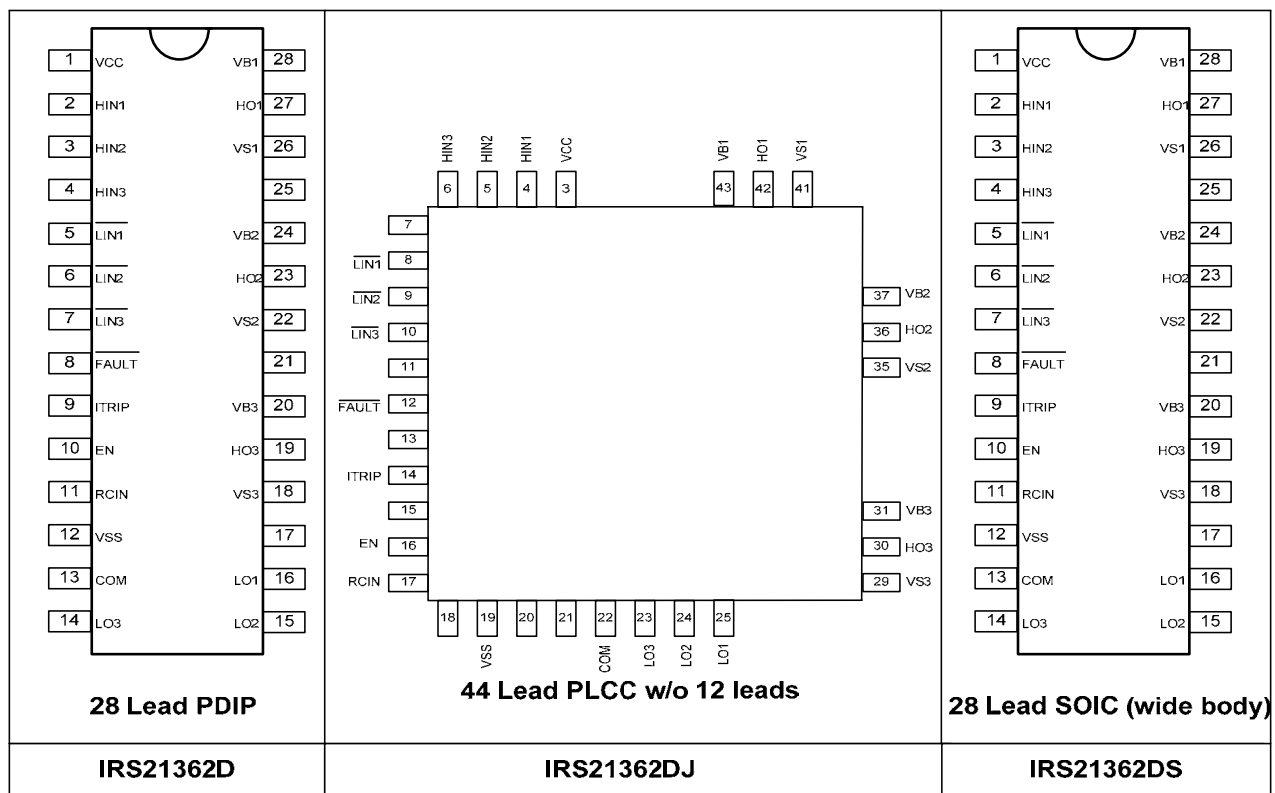 1 VCC VB1 28
2 HIN1 HO1 27
3 HIN2 VS1 26
4 HIN3 25
5 LIN1 VB2 24
6 LIN2 HO2 23
7 LIN3 VS2 22
8 FAULT 21
9 ITRIP VB3 20
10 EN HO3 19
11 RCIN VS3 18
12 VSS 17
13 COM LO1 16
14 LO3 LO2 15
28 Lead PDIP
IRS21362D
HIN3 HIN2 HIN1 VCC VB1 HO1 VS1
6 5 4 3 43 42 41
7
LIN1 8
LIN2 9 37 VB2
LIN3 10 36 HO2
11 35 VS2
FAULT 12
13
ITRIP 14
15 31 VB3
EN 16 30 HO3
RCIN 17 29 VS3
18 19 20 21 22 23 24 25
VSS COM LO3 LO2 LO1
44 Lead PLCC w/o 12 leads
IRS21362DJ
1 VCC VB1 28
2 HIN1 HO1 27
3 HIN2 VS1 26
4 HIN3 25
5 LIN1 VB2 24
6 LIN2 HO2 23
7 LIN3 VS2 22
8 FAULT 21
9 ITRIP VB3 20
10 EN HO3 19
11 RCIN VS3 18
12 VSS 17
13 COM LO1 16
14 LO3 LO2 15
28 Lead SOIC (wide body)
IRS21362DS